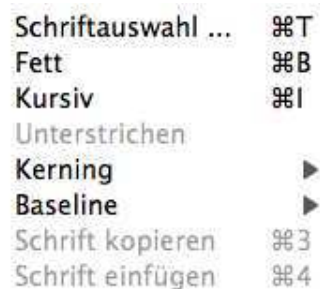 Schriftauswahl ... ⌘T
Fett ⌘B
Kursiv ⌘I
Unterstrichen
Kerning ▶
Baseline ▶
Schrift kopieren ⌘3
Schrift einfügen ⌘4